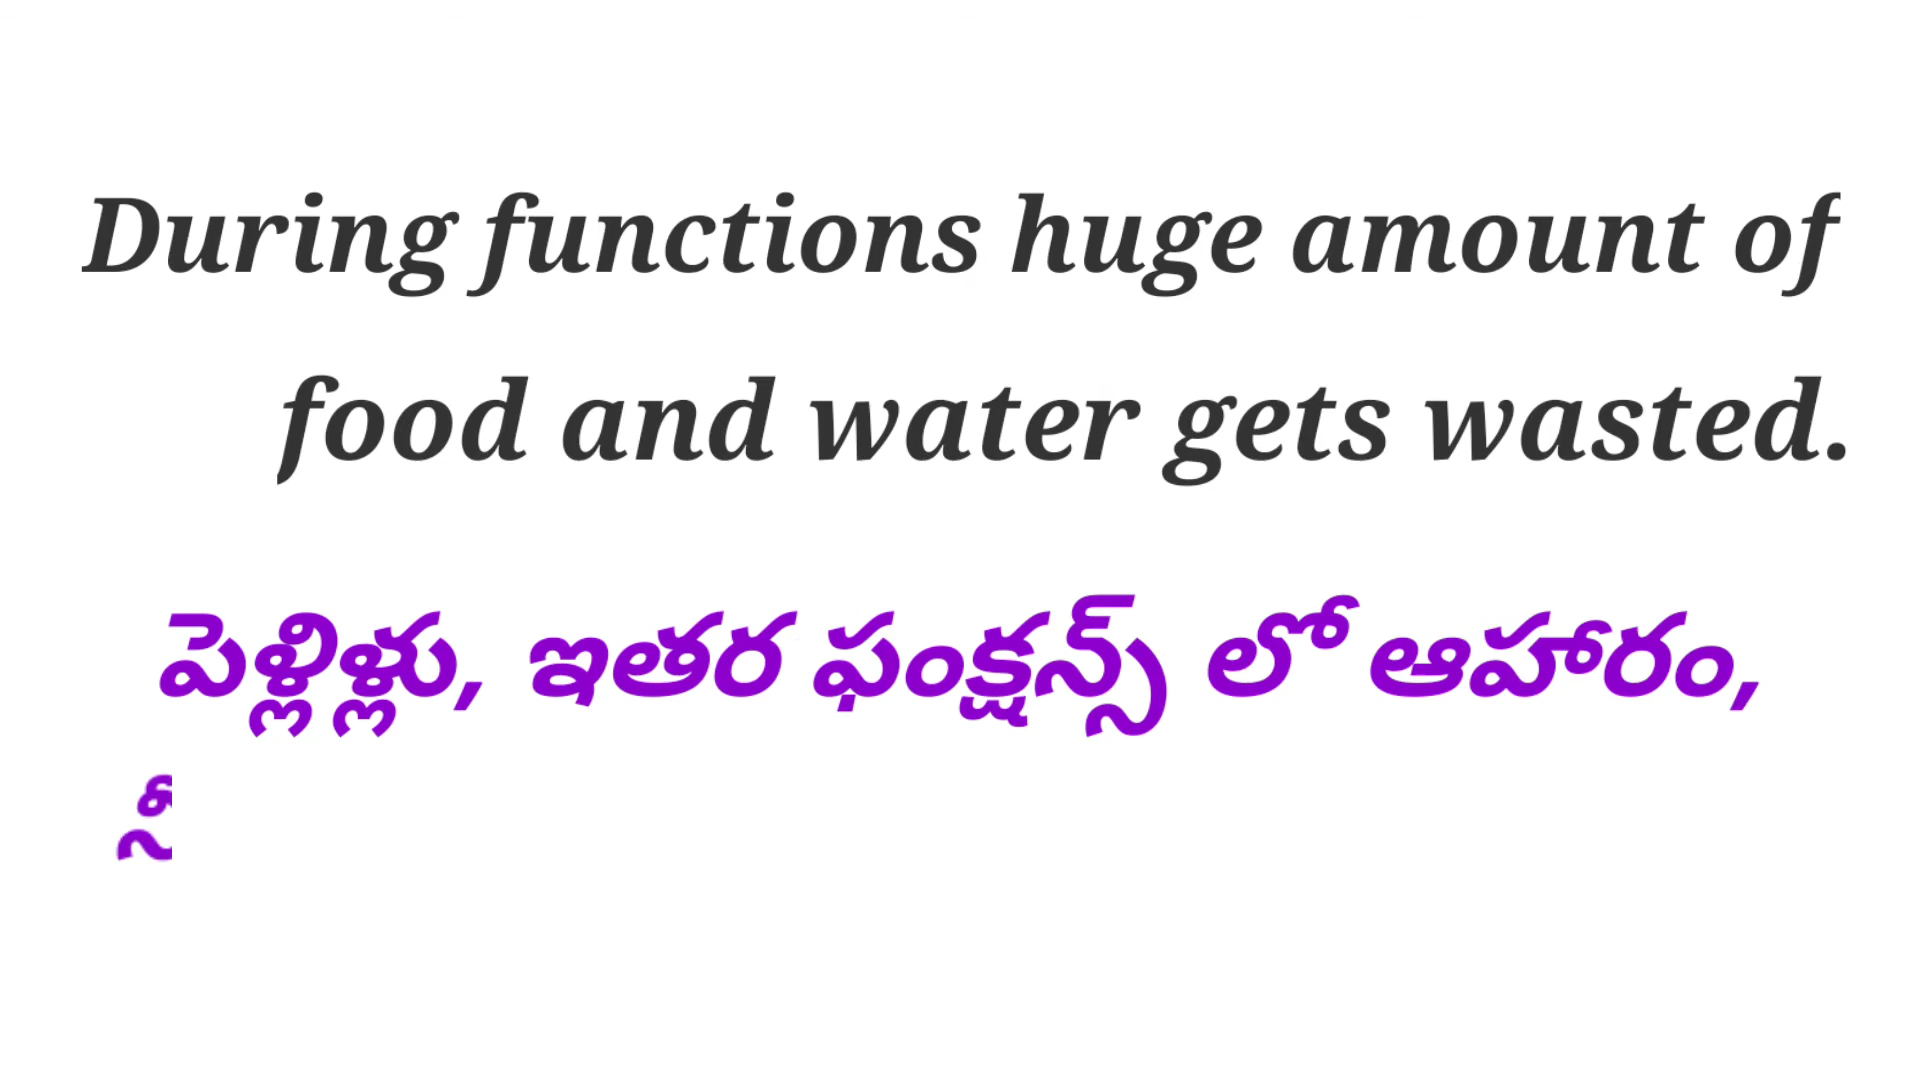 During functions huge amount of
food and water gets wasted.
పెళ్లిళ్లు, ఇతర ఫంక్షన్స్ లో ఆహారం,